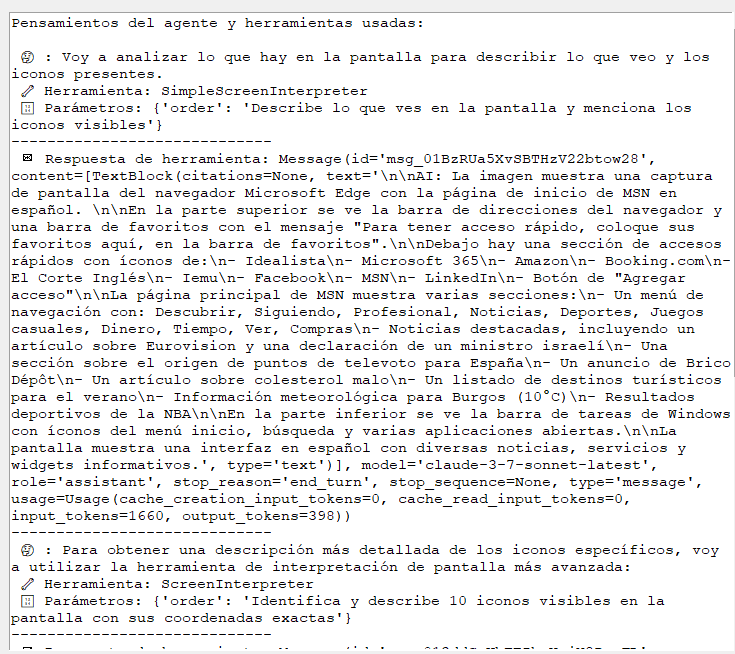 Pensamientos del agente y herramientas usadas:
: Voy a analizar lo que hay en la pantalla para describir lo que veo y los
iconos presentes.
Herramienta: SimpleScreenInterpreter
Parámetros: {'order': 'Describe lo que ves en la pantalla y menciona los
iconos visibles'}
-----------------------------
Respuesta de herramienta: Message(id='msg_01BzRUa5XvSBTHzV22btow28',
content=[TextBlock(citations=None, text='\n\nAI: La imagen muestra una captura
de pantalla del navegador Microsoft Edge con la página de inicio de MSN en
español. \n\nEn la parte superior se ve la barra de direcciones del navegador y
una barra de favoritos con el mensaje "Para tener acceso rápido, coloque sus
favoritos aquí, en la barra de favoritos".\n\nDebajo hay una sección de accesos
rápidos con íconos de:\n- Idealista\n- Microsoft 365\n- Amazon\n- Booking.com\n-
El Corte Inglés\n- Iemu\n- Facebook\n- MSN\n- LinkedIn\n- Botón de "Agregar
acceso"\n\nLa página principal de MSN muestra varias secciones:\n- Un menú de
navegación con: Descubrir, Siguiendo, Profesional, Noticias, Deportes, Juegos
casuales, Dinero, Tiempo, Ver, Compras\n- Noticias destacadas, incluyendo un
artículo sobre Eurovision y una declaración de un ministro israelí\n- Una
sección sobre el origen de puntos de televoto para España\n- Un anuncio de Brico
Dépôt\n- Un artículo sobre colesterol malo\n- Un listado de destinos turísticos
para el verano\n- Información meteorológica para Burgos (10°C)\n- Resultados
deportivos de la NBA\n\nEn la parte inferior se ve la barra de tareas de Windows
con íconos del menú inicio, búsqueda y varias aplicaciones abiertas.\n\nLa
pantalla muestra una interfaz en español con diversas noticias, servicios y
widgets informativos.', type='text')], model='claude-3-7-sonnet-latest',
role='assistant', stop_reason='end_turn', stop_sequence=None, type='message',
usage=Usage(cache_creation_input_tokens=0, cache_read_input_tokens=0,
input_tokens=1660, output_tokens=398))
-----------------------------
: Para obtener una descripción más detallada de los iconos específicos, voy
a utilizar la herramienta de interpretación de pantalla más avanzada:
Herramienta: ScreenInterpreter
Parámetros: {'order': 'Identifica y describe 10 iconos visibles en la
pantalla con sus coordenadas exactas'}
-----------------------------